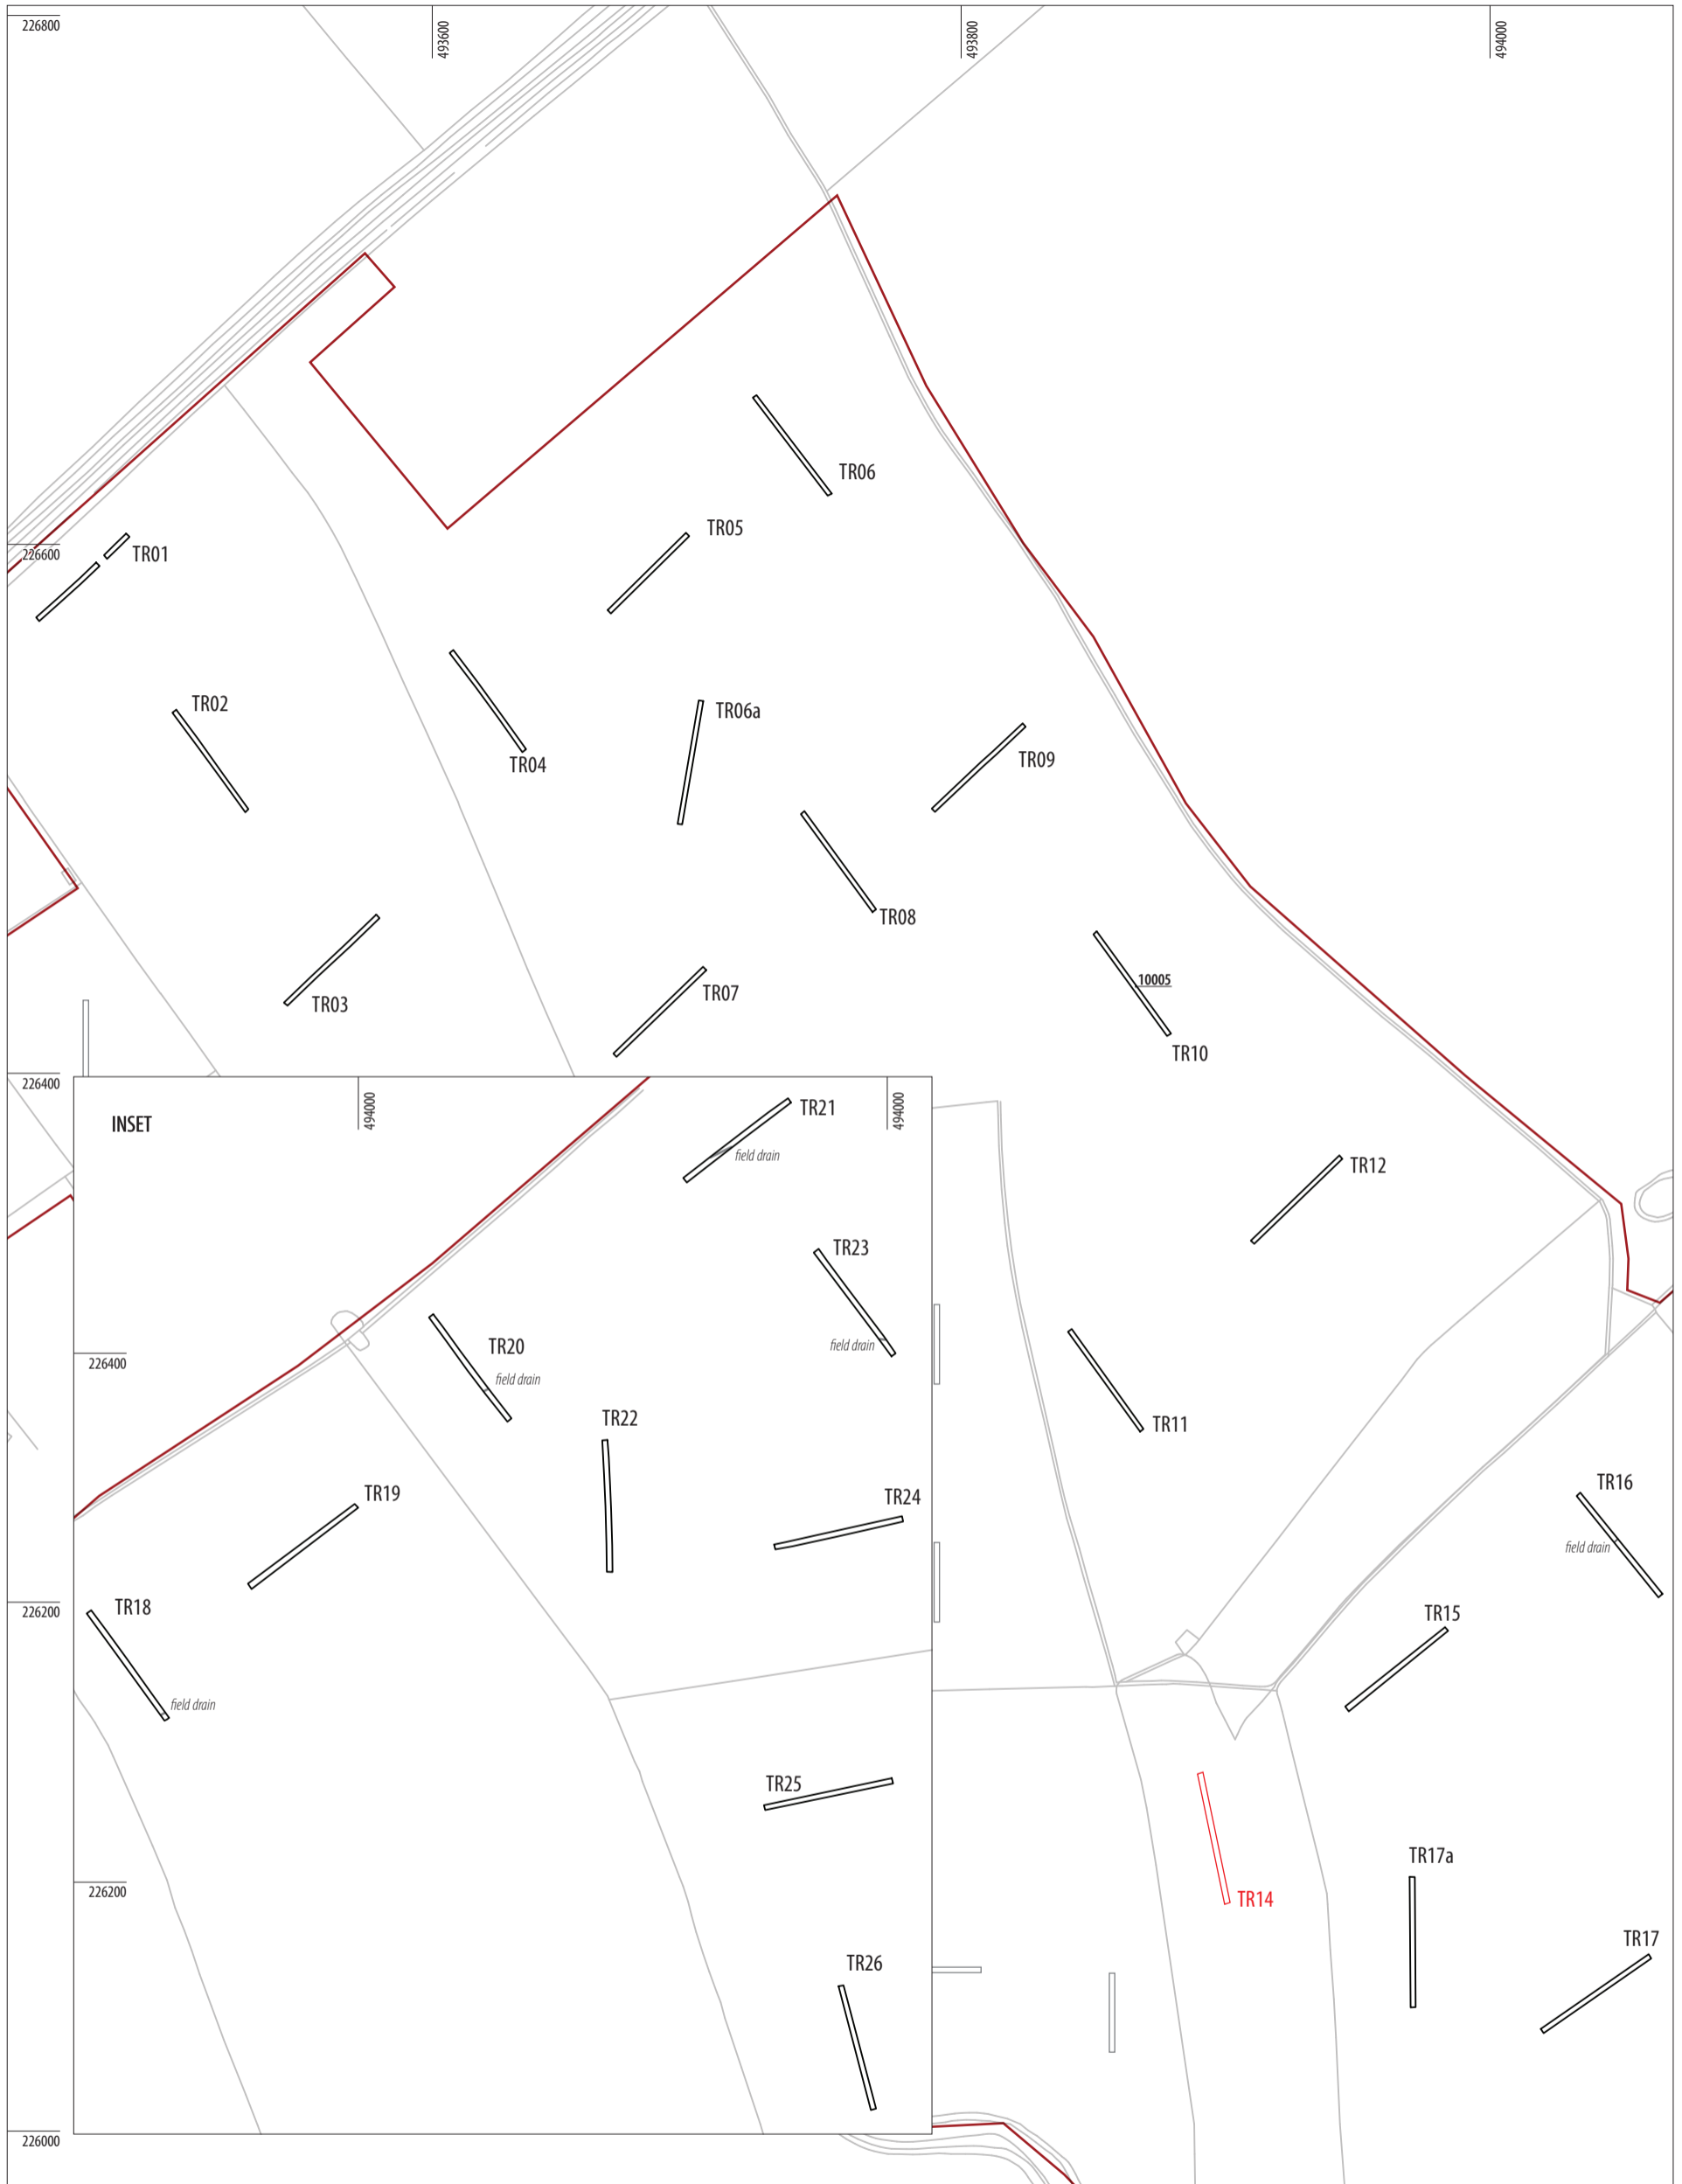 226800
493600
493800
494000
TR06
TR05
226600
TR01
TR02
TR06a
TR04
TR09
TR08
10005
TR03
TR07
TR10
226400
INSET
494000
494000
TR21
field drain
TR12
TR23
field drain
TR20
226400
field drain
TR22
TR11
TR16
TR19
TR24
field drain
226200
TR18
TR15
field drain
TR25
TR17a
226200
TR14
TR17
TR26
226000